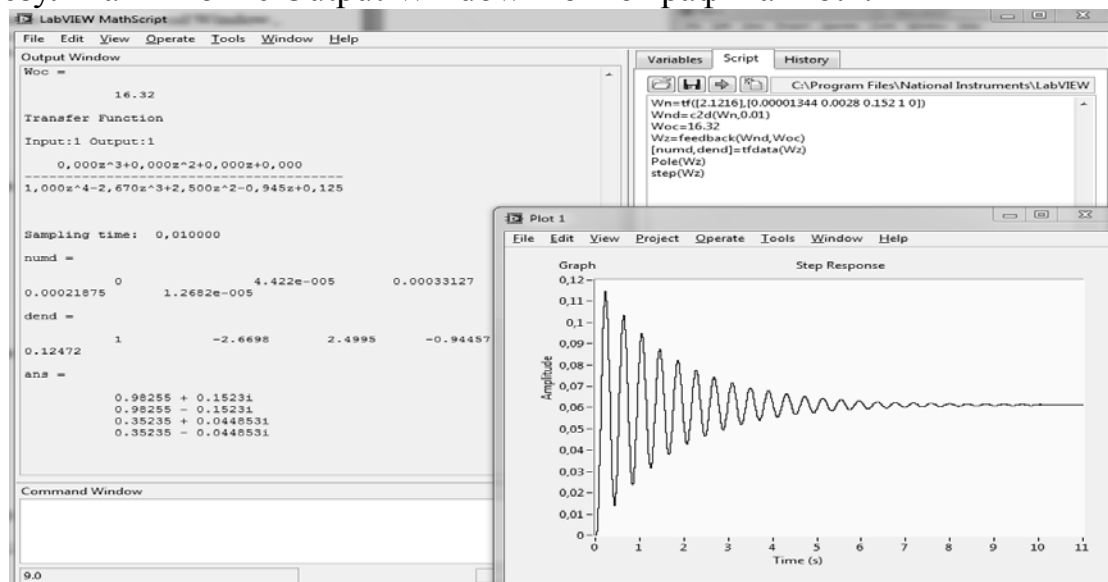 Output Window
LabVIEW MathScript
File Edit View Operate Tools Window Help
Output Window
Woc =
16.32
Transfer Function
Input:1 Output:1
0,000z^3+0,000z^2+0,000z+0,000
----------------------------------------
1,000z^4-2,670z^3+2,500z^2-0,945z+0,125
Sampling time: 0,010000
numd =
0 4.422e-005 0.00033127
0.00021875 1.2682e-005
dend =
1 -2.6698 2.4995 -0.94457
0.12472
ans =
0.98255 + 0.1523i
0.98255 - 0.1523i
0.35235 + 0.044853i
0.35235 - 0.044853i
Command Window
9.0
Variables Script History
C:\Program Files\National Instruments\LabVIEW
Wn=tf([2.1216],[0.00001344 0.0028 0.152 1 0])
Wnd=c2d(Wn,0.01)
Woc=16.32
Wz=feedback(Wnd,Woc)
[numd,dend]=tfdata(Wz)
Pole(Wz)
step(Wz)
Plot 1
File Edit View Project Operate Tools Window Help
Graph
Step Response
0,12
0,11
0,1
0,09
0,08
0,07
0,06
0,05
0,04
0,03
0,02
0,01
0
Amplitude
0 1 2 3 4 5 6 7 8 9 10 11
Time (s)